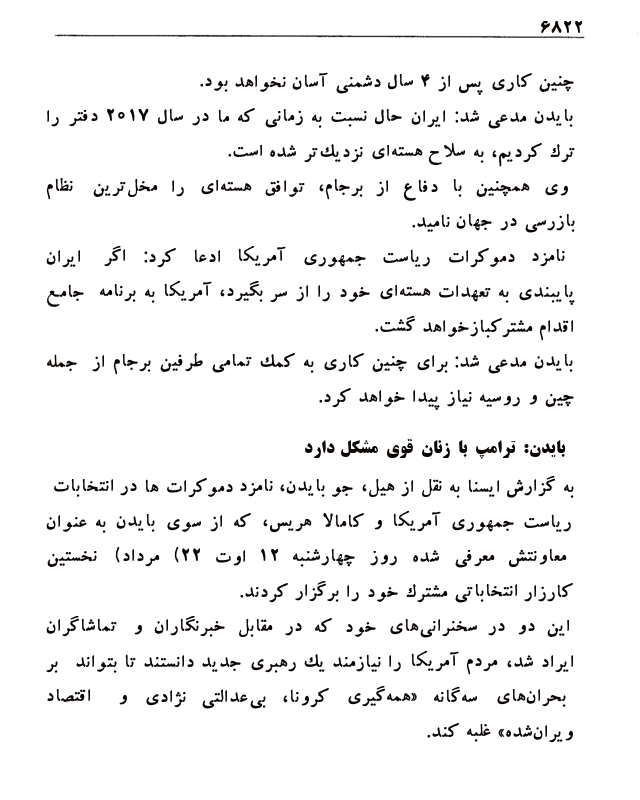 ۶۸۲۲
چنین کاری پس از ۴ سال دشمنی آسان نخواهد بود.
بایدن مدعی شد: ایران حال نسبت به زمانی که ما در سال ۲۰۱۷ دفتر را
ترك کردیم، به سلاح هسته‌ای نزدیك‌تر شده است.
وی همچنین با دفاع از برجام، توافق هسته‌ای را مخل‌ترین نظام
بازرسی در جهان نامید.
نامزد دموکرات ریاست جمهوری آمریکا ادعا کرد: اگر ایران
پایبندی به تعهدات هسته‌ای خود را از سر بگیرد، آمریکا به برنامه جامع
اقدام مشترکبازخواهد گشت.
بایدن مدعی شد: برای چنین کاری به کمك تمامی طرفین برجام از جمله
چین و روسیه نیاز پیدا خواهد کرد.
بایدن: ترامپ با زنان قوی مشکل دارد
به گزارش ایسنا به نقل از هیل، جو بایدن، نامزد دموکرات ها در انتخابات
ریاست جمهوری آمریکا و کامالا هریس، که از سوی بایدن به عنوان
معاونتش معرفی شده روز چهارشنبه ۱۲ اوت ۲۲) مرداد) نخستین
کارزار انتخاباتی مشترك خود را برگزار کردند.
این دو در سخنرانی‌های خود که در مقابل خبرنگاران و تماشاگران
ایراد شد، مردم آمریکا را نیازمند یك رهبری جدید دانستند تا بتواند بر
بحران‌های سه‌گانه «همه‌گیری کرونا، بی‌عدالتی نژادی و اقتصاد
ویران‌شده» غلبه کند.